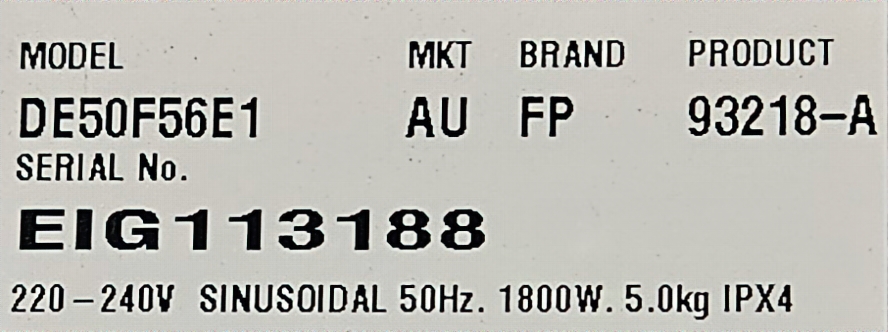 MODEL MKT BRAND PRODUCT
DE50F56E1 AU FP 93218-A
SERIAL No.
EIG113188
220-240V SINUSOIDAL 50Hz. 1800W. 5.0kg IPX4